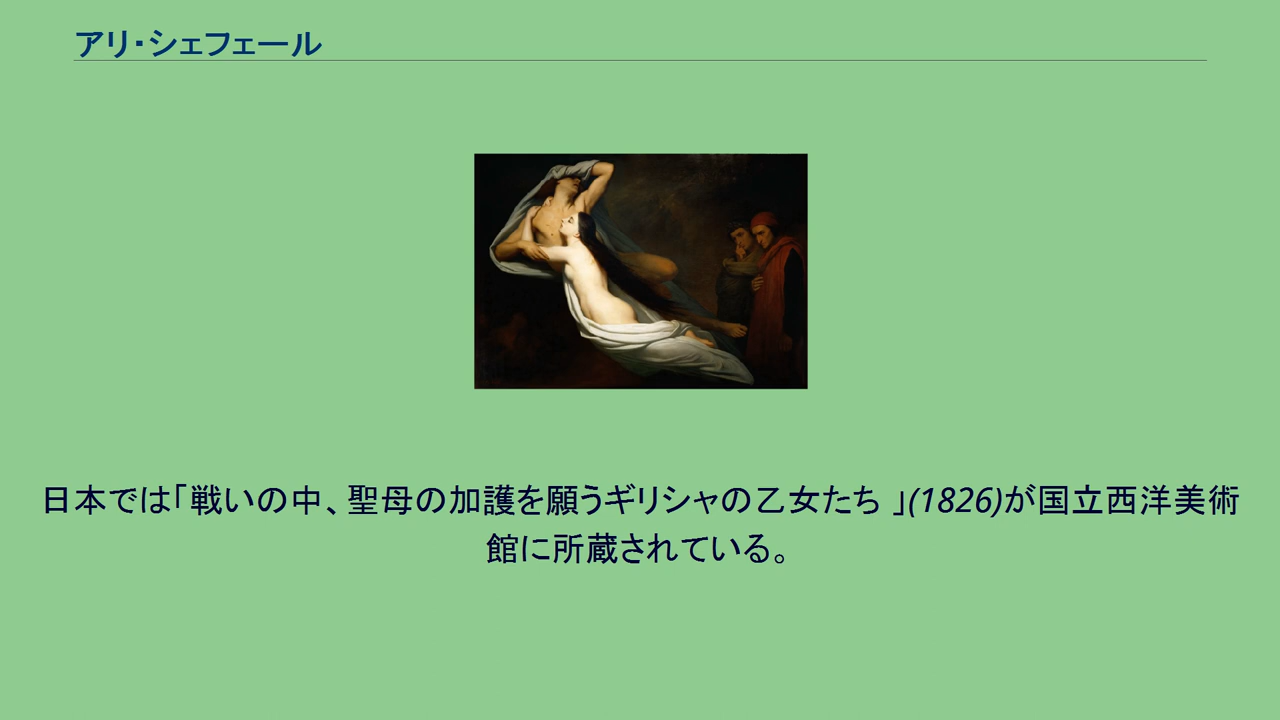 アリ・シェフェール
日本では「戦いの中、聖母の加護を願うギリシャの乙女たち 」(1826)が国立西洋美術
館に所蔵されている。